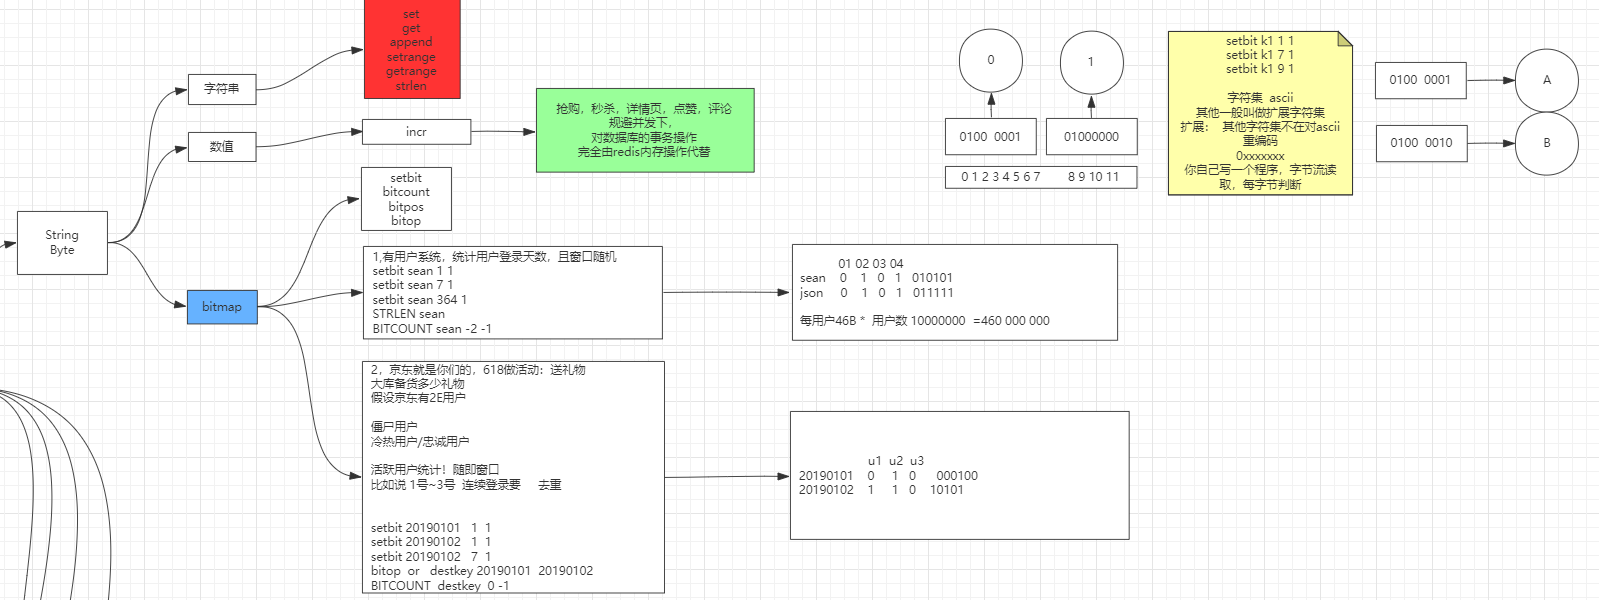 set
get
append
setrange
getrange
strlen
字符串
抢购，秒杀，详情页，点赞，评论
规避并发下，
对数据库的事务操作
完全由redis内存操作代替
数值
incr
setbit
bitcount
bitpos
bitop
String
Byte
bitmap
1,有用户系统，统计用户登录天数，且窗口随机
setbit sean 1 1
setbit sean 7 1
setbit sean 364 1
STRLEN sean
BITCOUNT sean -2 -1
01 02 03 04
sean 0 1 0 1 010101
json 0 1 0 1 011111
每用户46B * 用户数 10000000 =460 000 000
2，京东就是你们的，618做活动：送礼物
大库备货多少礼物
假设京东有2E用户
僵尸用户
冷热用户/忠诚用户
活跃用户统计！随即窗口
比如说 1号~3号 连续登录要 去重
setbit 20190101 1 1
setbit 20190102 1 1
setbit 20190102 7 1
bitop or destkey 20190101 20190102
BITCOUNT destkey 0 -1
u1 u2 u3
20190101 0 1 0 000100
20190102 1 1 0 10101
0
1
0100 0001
01000000
0 1 2 3 4 5 6 7 8 9 10 11
setbit k1 1 1
setbit k1 7 1
setbit k1 9 1
字符集 ascii
其他一般叫做扩展字符集
扩展： 其他字符集不在对ascii
重编码
0xxxxxxx
你自己写一个程序，字节流读
取，每字节判断
0100 0001
A
0100 0010
B